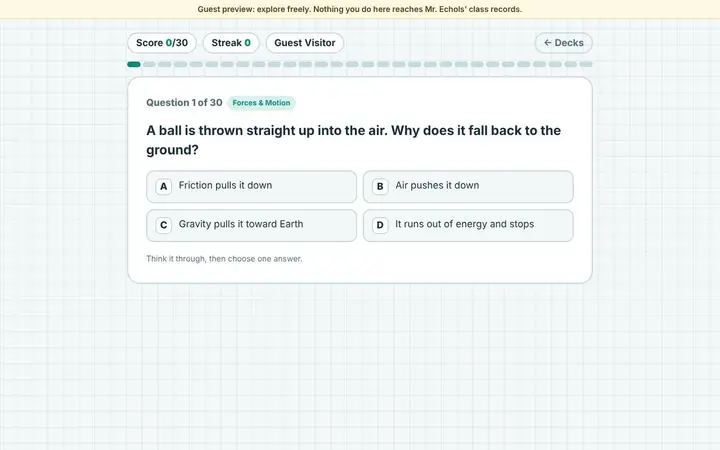 Guest preview: explore freely. Nothing you do here reaches Mr. Echols' class records.
Score 0/30
Streak 0
Guest Visitor
← Decks
Question 1 of 30
Forces & Motion
A ball is thrown straight up into the air. Why does it fall back to the
ground?
A Friction pulls it down
B Air pushes it down
C Gravity pulls it toward Earth
D It runs out of energy and stops
Think it through, then choose one answer.